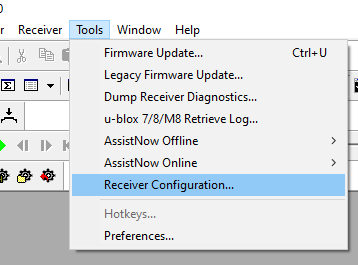 Receiver Tools Window Help
Firmware Update... Ctrl+U
Legacy Firmware Update...
Dump Receiver Diagnostics...
u-blox 7/8/M8 Retrieve Log...
AssistNow Offline
AssistNow Online
Receiver Configuration...
Hotkeys...
Preferences...